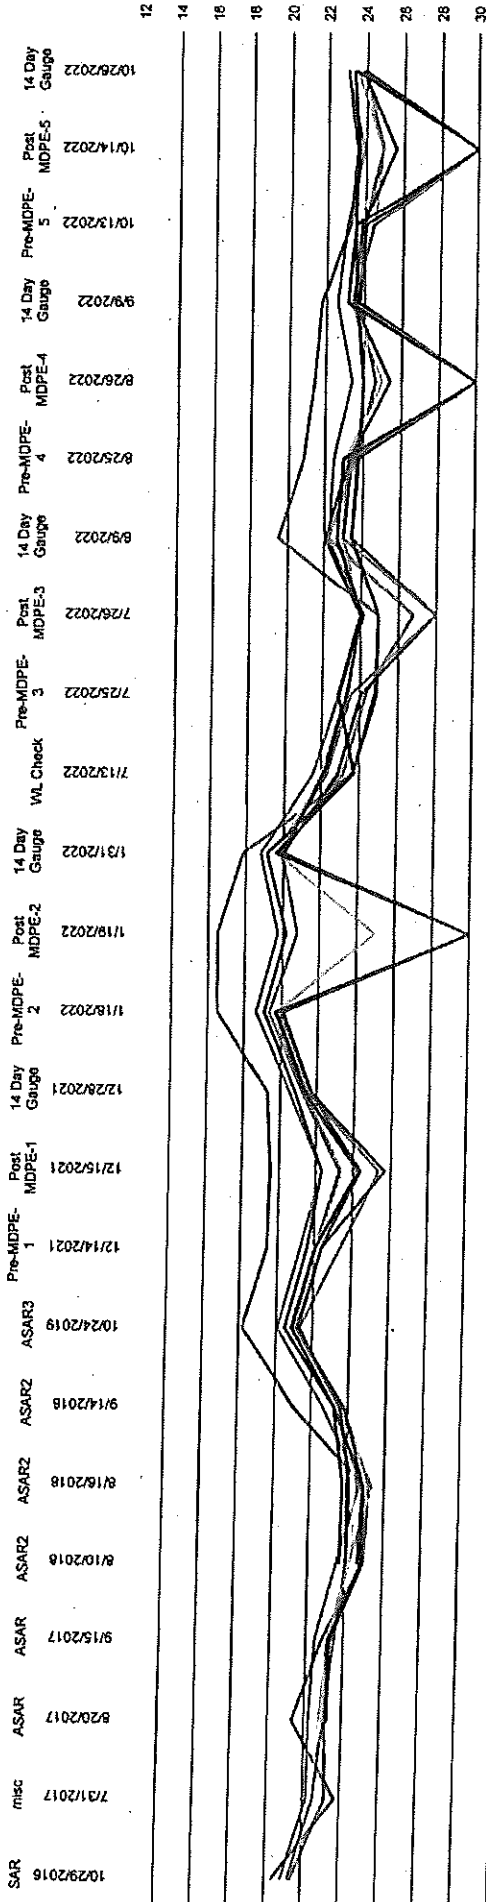 SAR
10/29/2016
misc
7/31/2017
ASAR
8/20/2017
ASAR
9/15/2017
ASAR2
8/10/2018
ASAR2
8/16/2018
ASAR2
9/14/2018
ASAR3
10/24/2019
Pre-MDPE-
1
12/14/2021
Post
MDPE-1
12/15/2021
14 Day
Gauge
12/28/2021
Pre-MDPE-
2
1/18/2022
Post
MDPE-2
1/19/2022
14 Day
Gauge
1/31/2022
WL Check
7/13/2022
Pre-MDPE-
3
7/25/2022
Post
MDPE-3
7/26/2022
14 Day
Gauge
8/9/2022
Pre-MDPE-
4
8/25/2022
Post
MDPE-4
8/26/2022
14 Day
Gauge
9/9/2022
Pre-MDPE-
5
10/13/2022
Post
MDPE-5
10/14/2022
14 Day
Gauge
10/28/2022
12
14
16
18
20
22
24
26
28
30